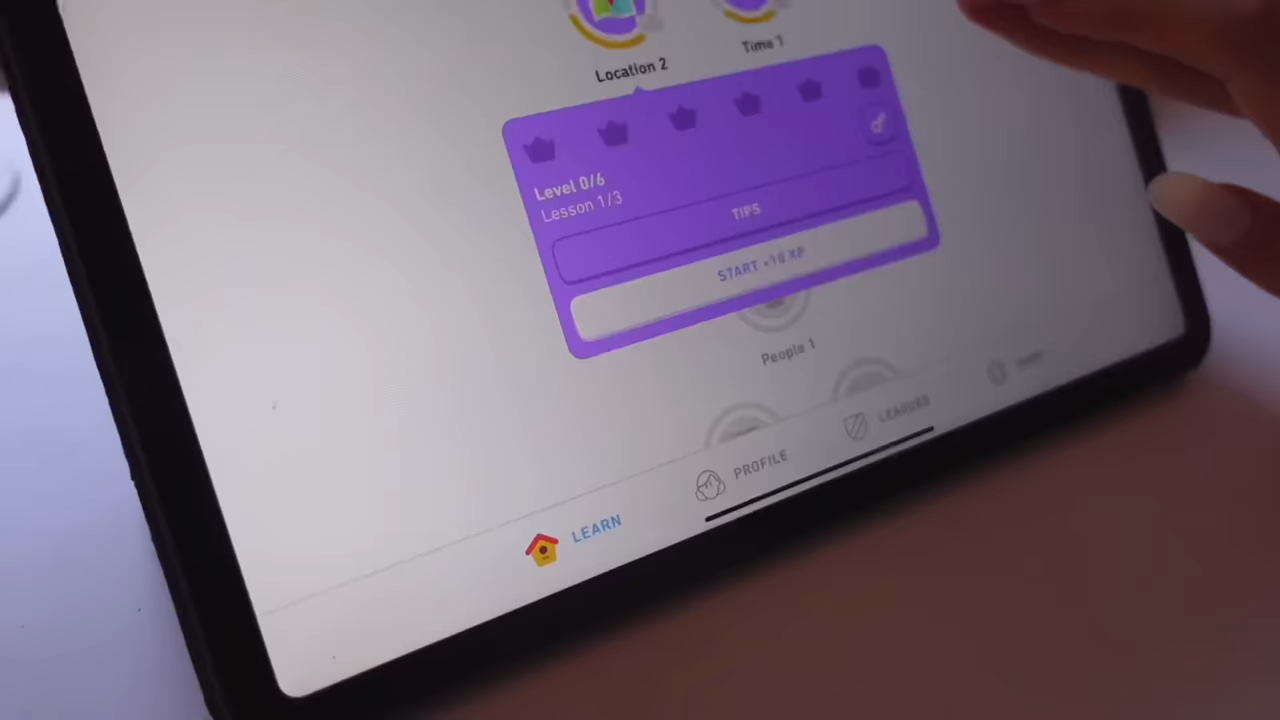 Location 2
Time 1
Level 0/6
Lesson 1/3
TIPS
START +10 XP
People 1
LEARN
PROFILE
LEAGUES